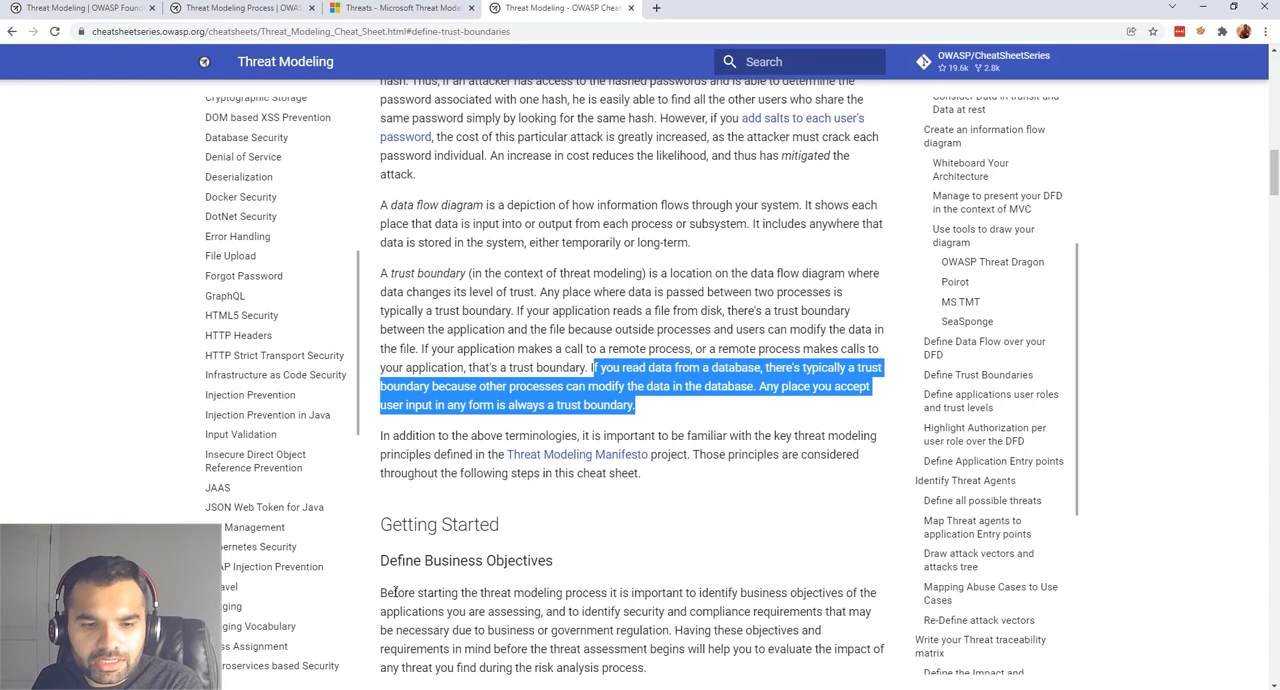 Threat Modeling | OWASP Found
Threat Modeling Process | OWAS
Threats - Microsoft Threat Mode
Threat Modeling - OWASP Cheat
cheatsheetseries.owasp.org/cheatsheets/Threat_Modeling_Cheat_Sheet.html#define-trust-boundaries
Threat Modeling
Search
OWASP/CheatSheetSeries
19.6k 2.8k
Cryptographic Storage
DOM based XSS Prevention
Database Security
Denial of Service
Deserialization
Docker Security
DotNet Security
Error Handling
File Upload
Forgot Password
GraphQL
HTML5 Security
HTTP Headers
HTTP Strict Transport Security
Infrastructure as Code Security
Injection Prevention
Injection Prevention in Java
Input Validation
Insecure Direct Object
Reference Prevention
JAAS
JSON Web Token for Java
Management
ernetes Security
AP Injection Prevention
avel
ging
ging Vocabulary
ss Assignment
croservices based Security
hash. Thus, if an attacker has access to the hashed passwords and is able to determine the
password associated with one hash, he is easily able to find all the other users who share the
same password simply by looking for the same hash. However, if you add salts to each user's
password, the cost of this particular attack is greatly increased, as the attacker must crack each
password individual. An increase in cost reduces the likelihood, and thus has mitigated the
attack.
A data flow diagram is a depiction of how information flows through your system. It shows each
place that data is input into or output from each process or subsystem. It includes anywhere that
data is stored in the system, either temporarily or long-term.
A trust boundary (in the context of threat modeling) is a location on the data flow diagram where
data changes its level of trust. Any place where data is passed between two processes is
typically a trust boundary. If your application reads a file from disk, there's a trust boundary
between the application and the file because outside processes and users can modify the data in
the file. If your application makes a call to a remote process, or a remote process makes calls to
your application, that's a trust boundary. If you read data from a database, there's typically a trust
boundary because other processes can modify the data in the database. Any place you accept
user input in any form is always a trust boundary.
In addition to the above terminologies, it is important to be familiar with the key threat modeling
principles defined in the Threat Modeling Manifesto project. Those principles are considered
throughout the following steps in this cheat sheet.
Getting Started
Define Business Objectives
Before starting the threat modeling process it is important to identify business objectives of the
applications you are assessing, and to identify security and compliance requirements that may
be necessary due to business or government regulation. Having these objectives and
requirements in mind before the threat assessment begins will help you to evaluate the impact of
any threat you find during the risk analysis process.
Consider Data in transit and
Data at rest
Create an information flow
diagram
Whiteboard Your
Architecture
Manage to present your DFD
in the context of MVC
Use tools to draw your
diagram
OWASP Threat Dragon
Poirot
MS TMT
SeaSponge
Define Data Flow over your
DFD
Define Trust Boundaries
Define applications user roles
and trust levels
Highlight Authorization per
user role over the DFD
Define Application Entry points
Identify Threat Agents
Define all possible threats
Map Threat agents to
application Entry points
Draw attack vectors and
attacks tree
Mapping Abuse Cases to Use
Cases
Re-Define attack vectors
Write your Threat traceability
matrix
Define the Impact and